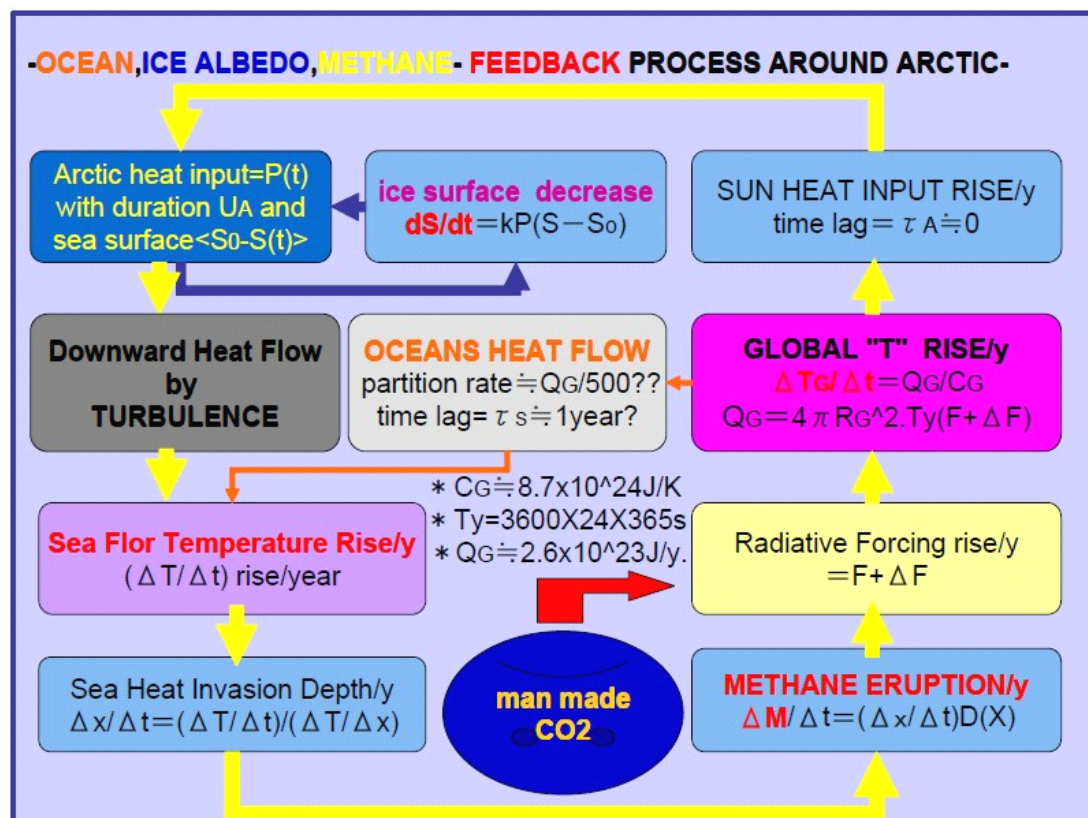 -OCEAN,ICE ALBEDO,METHANE- FEEDBACK PROCESS AROUND ARCTIC-
Arctic heat input=P(t)
with duration UA and
sea surface<S0-S(t)>
ice surface decrease
dS/dt=kP(S-So)
SUN HEAT INPUT RISE/y
time lag= τ A≒0
Downward Heat Flow
by
TURBULENCE
OCEANS HEAT FLOW
partition rate≒QG/500??
time lag= τ s≒1year?
GLOBAL "T" RISE/y
ΔTG/Δt=QG/CG
QG=4πRG^2.Ty(F+ΔF)
* CG≒8.7x10^24J/K
* Ty=3600X24X365s
* QG≒2.6x10^23J/y.
Sea Flor Temperature Rise/y
(ΔT/Δt) rise/year
Radiative Forcing rise/y
=F+ΔF
Sea Heat Invasion Depth/y
Δx/Δt=(ΔT/Δt)/(ΔT/Δx)
man made
CO2
METHANE ERUPTION/y
ΔM/Δt=(Δx/Δt)D(X)